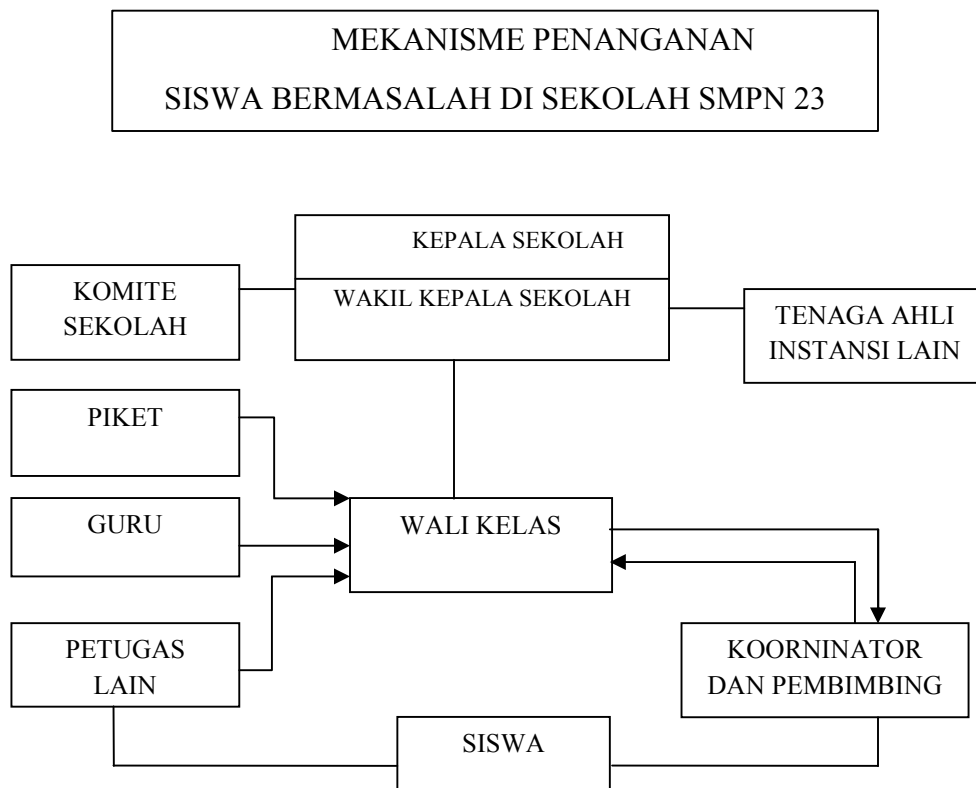 MEKANISME PENANGANAN
SISWA BERMASALAH DI SEKOLAH SMPN 23
KEPALA SEKOLAH
WAKIL KEPALA SEKOLAH
KOMITE
SEKOLAH
TENAGA AHLI
INSTANSI LAIN
PIKET
GURU
WALI KELAS
PETUGAS
LAIN
KOORNINATOR
DAN PEMBIMBING
SISWA